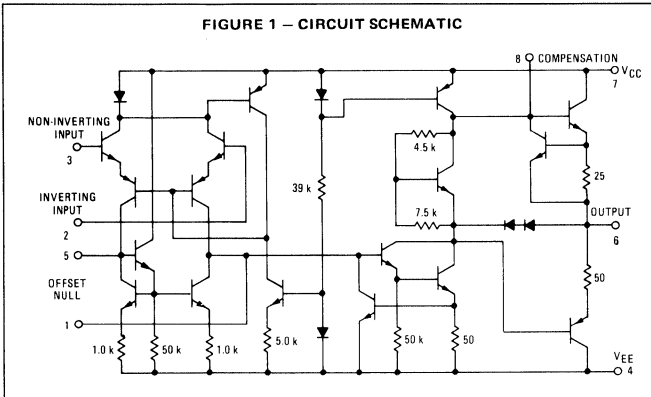 FIGURE 1 – CIRCUIT SCHEMATIC
8 COMPENSATION
VCC
7
NON-INVERTING
INPUT
3
4.5 k
39 k
25
INVERTING
INPUT
2
7.5 k
OUTPUT
6
5
OFFSET
NULL
50
1
1.0 k
50 k
1.0 k
5.0 k
50 k
50
VEE
4